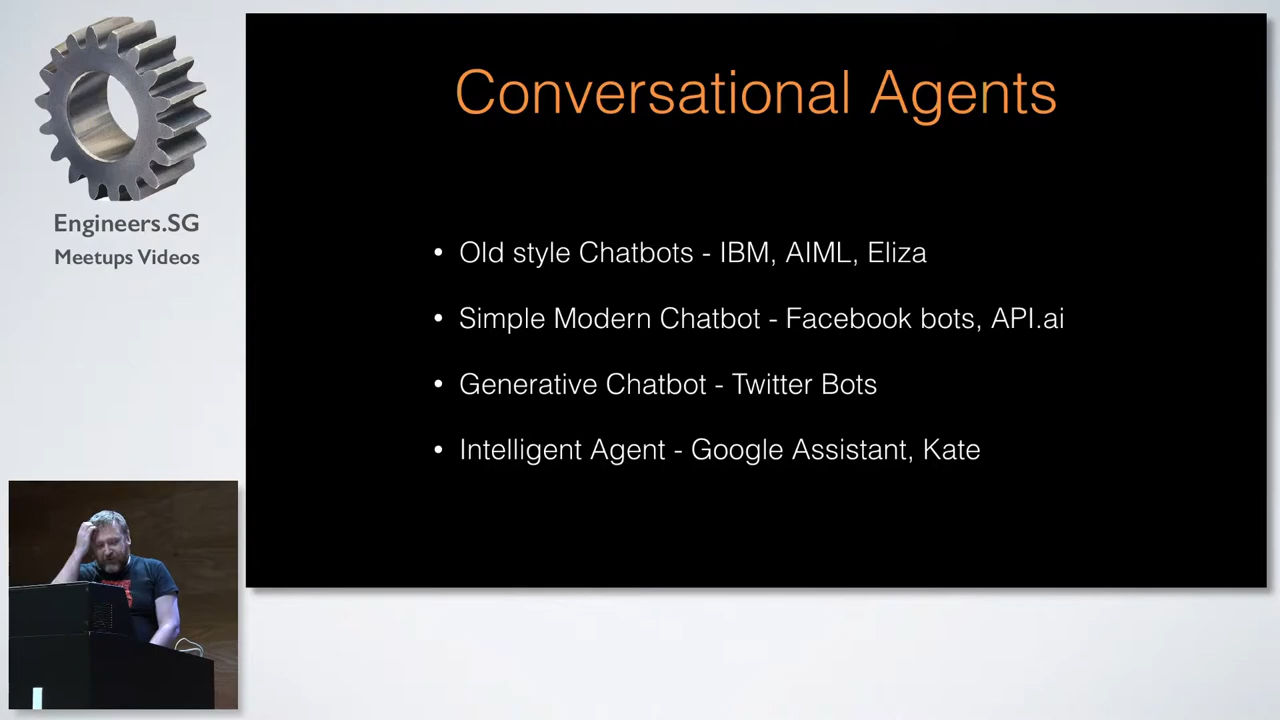 Engineers.SG
Meetups Videos
Conversational Agents
• Old style Chatbots - IBM, AIML, Eliza
• Simple Modern Chatbot - Facebook bots, API.ai
• Generative Chatbot - Twitter Bots
• Intelligent Agent - Google Assistant, Kate